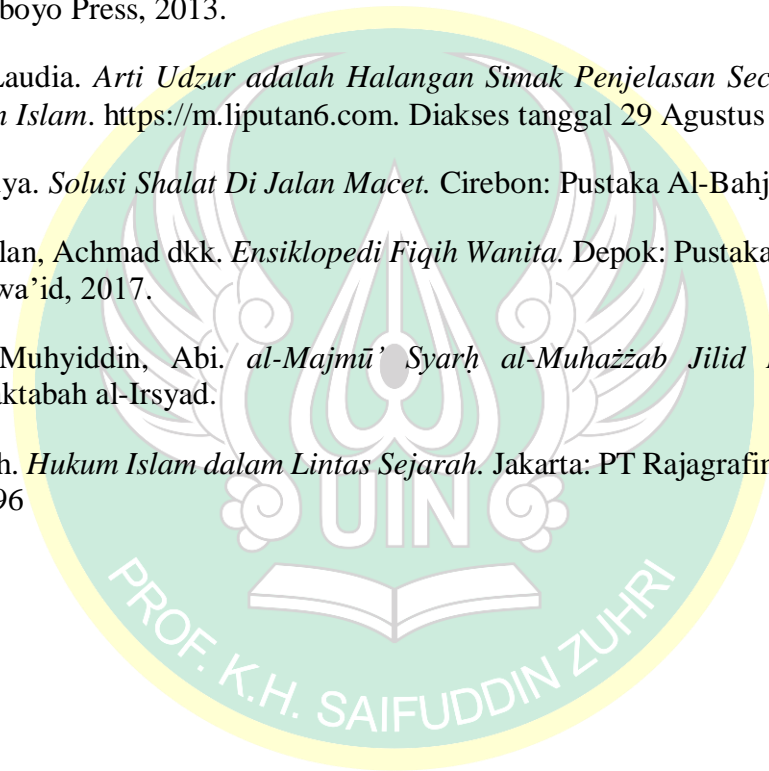 boyo Press, 2013.
Laudia. Arti Udzur adalah Halangan Simak Penjelasan Sec
n Islam. https://m.liputan6.com. Diakses tanggal 29 Agustus
ya. Solusi Shalat Di Jalan Macet. Cirebon: Pustaka Al-Bahj
lan, Achmad dkk. Ensiklopedi Fiqih Wanita. Depok: Pustaka
wa’id, 2017.
Muhyiddin, Abi. al-Majmū’ Syarḥ al-Muhażżab Jilid
aktabah al-Irsyad.
h. Hukum Islam dalam Lintas Sejarah. Jakarta: PT Rajagrafin
96
UIN
PROF. K.H. SAIFUDDIN ZUHRI